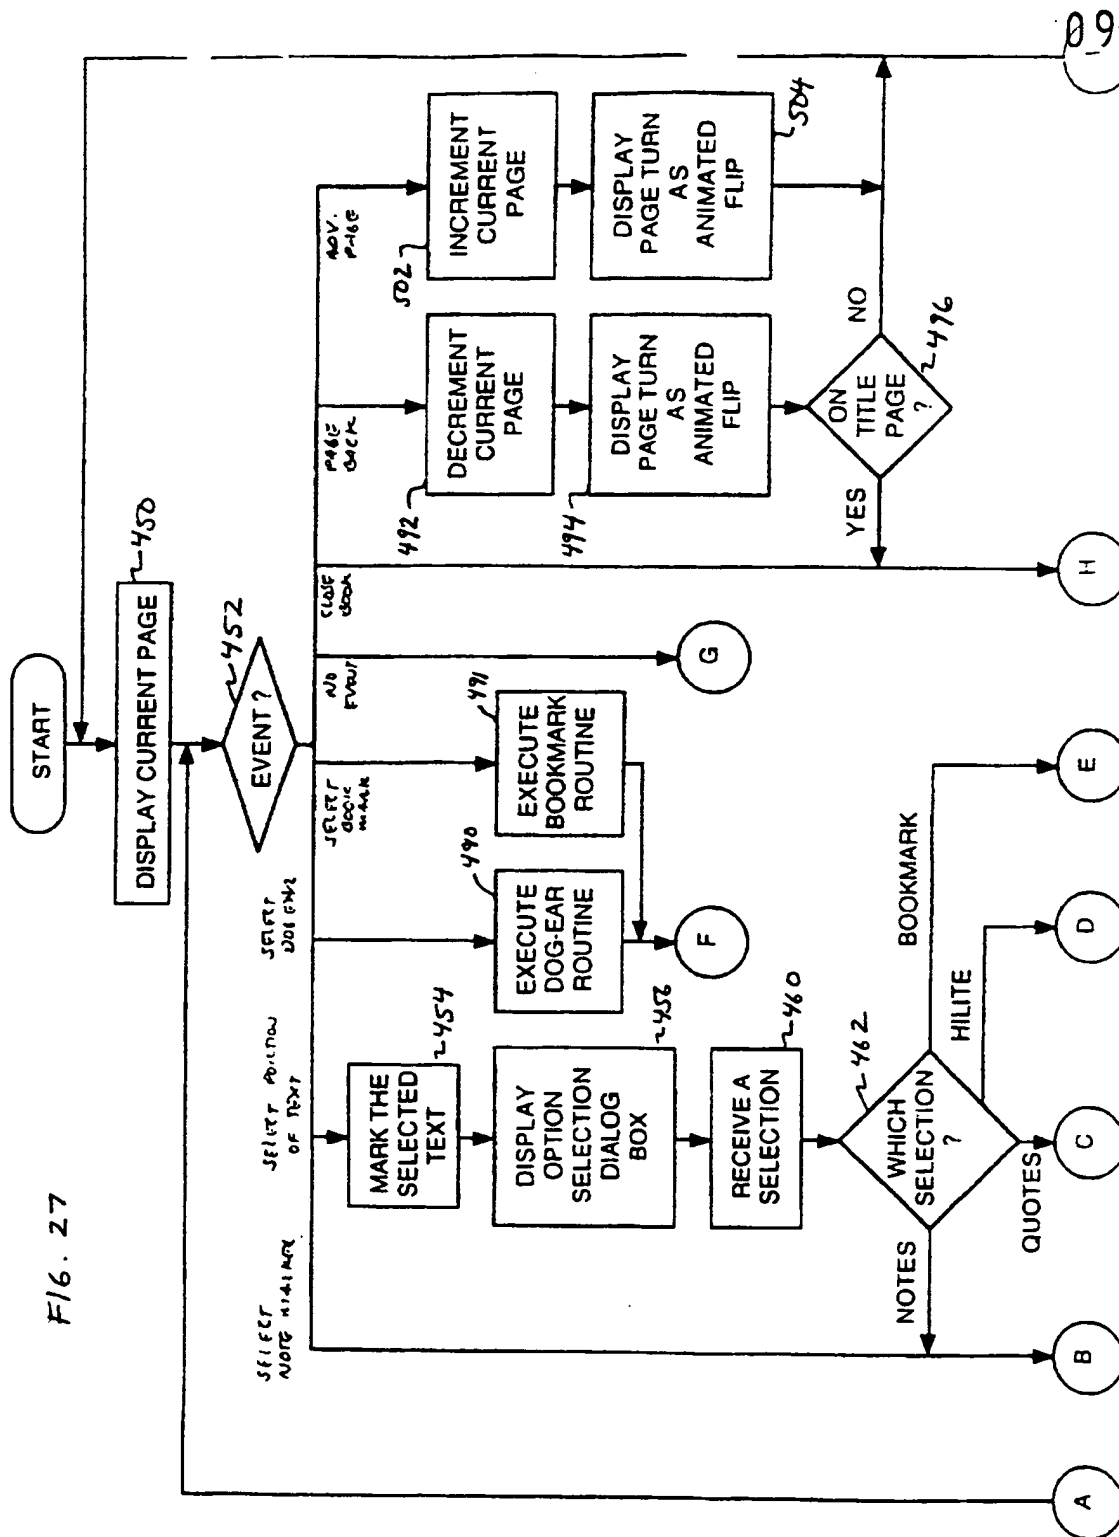 FIG. 27
START
DISPLAY CURRENT PAGE
450
EVENT ?
452
SELECT
NOTE MARKER
SELECT PORTION
OF TEXT
SELECT
DOG EAR
SELECT
BOOK
MARK
NO
EVENT
CLOSE
BOOK
PAGE
BACK
ADV.
PAGE
MARK THE
SELECTED
TEXT
454
DISPLAY
OPTION
SELECTION
DIALOG
BOX
RECEIVE A
SELECTION
460
WHICH
SELECTION
?
462
NOTES
QUOTES
HILITE
BOOKMARK
490
EXECUTE
DOG-EAR
ROUTINE
491
EXECUTE
BOOKMARK
ROUTINE
492
DECREMENT
CURRENT
PAGE
494
DISPLAY
PAGE TURN
AS
ANIMATED
FLIP
ON
TITLE
PAGE
?
496
YES
NO
502
INCREMENT
CURRENT
PAGE
DISPLAY
PAGE TURN
AS
ANIMATED
FLIP
504
A
B
C
D
E
F
G
H
09